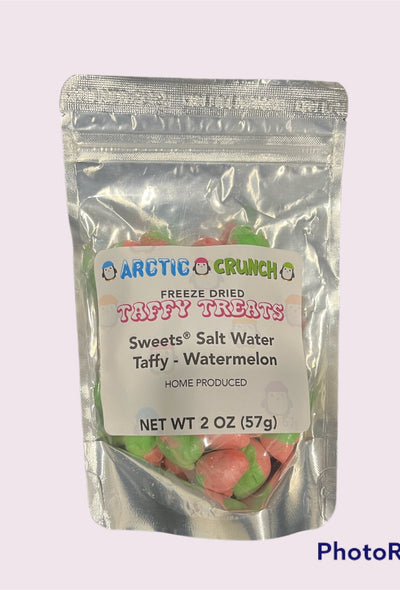 ARCTIC CRUNCH
FREEZE DRIED
TAFFY TREATS
Sweets® Salt Water
Taffy - Watermelon
HOME PRODUCED
NET WT 2 OZ (57g)
PhotoR